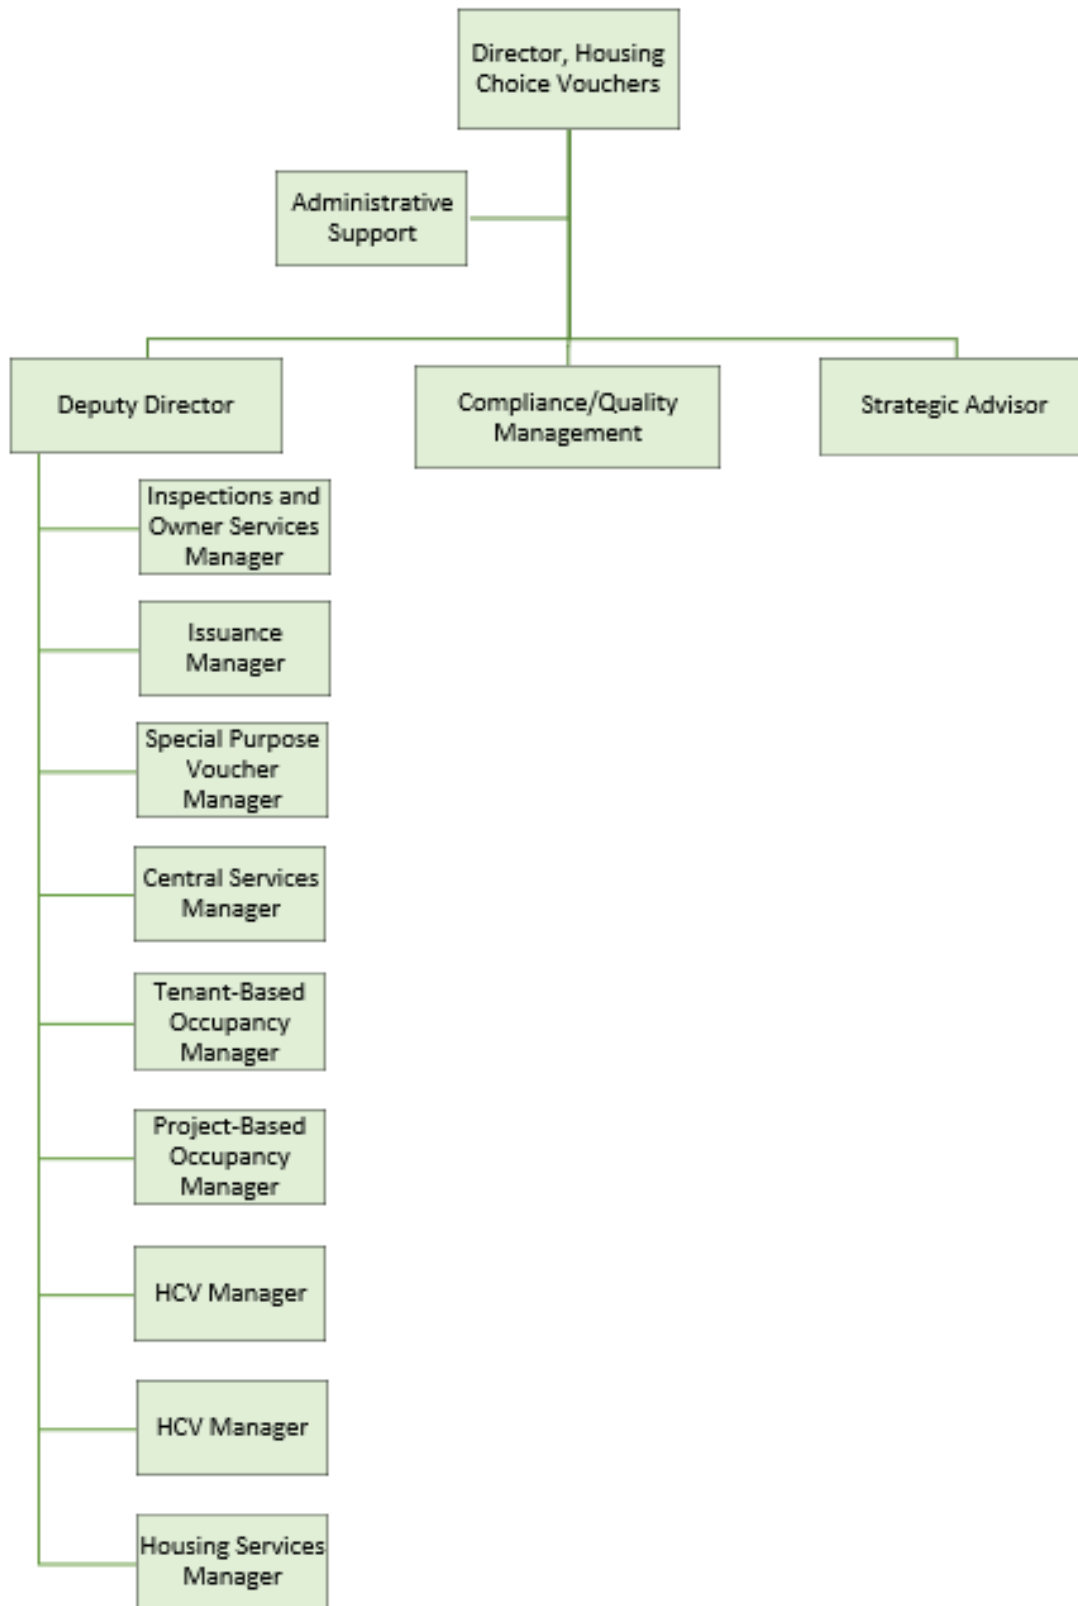 Director, Housing
Choice Vouchers
Administrative
Support
Deputy Director
Compliance/Quality
Management
Strategic Advisor
Inspections and
Owner Services
Manager
Issuance
Manager
Special Purpose
Voucher
Manager
Central Services
Manager
Tenant-Based
Occupancy
Manager
Project-Based
Occupancy
Manager
HCV Manager
HCV Manager
Housing Services
Manager